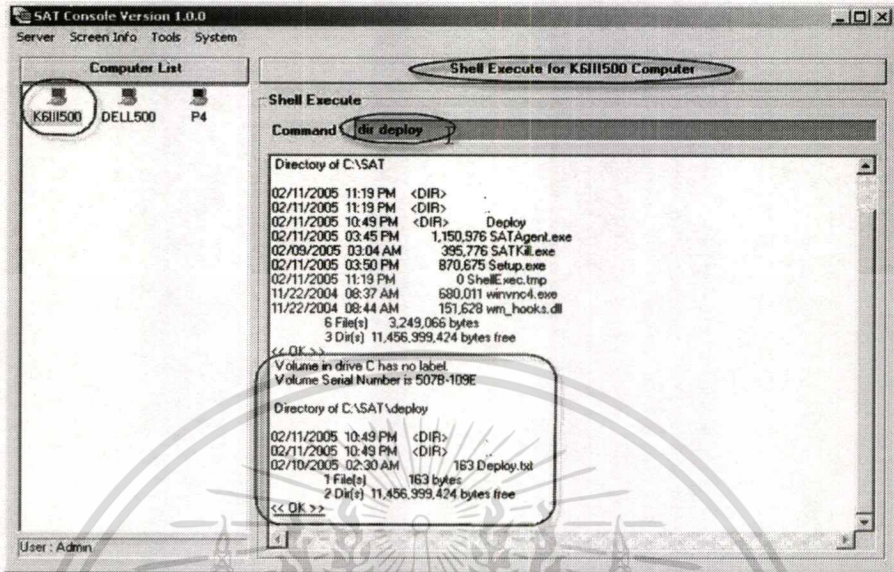 SAT Console Version 1.0.0
Server Screen Info Tools System
Computer List
Shell Execute for K6III500 Computer
K6III500 DELL500 P4
Shell Execute
Command dir deploy
Directory of C:\SAT
02/11/2005 11:19 PM <DIR> .
02/11/2005 11:19 PM <DIR> ..
02/11/2005 10:49 PM <DIR> Deploy
02/11/2005 03:45 PM 1,150,976 SATAgent.exe
02/09/2005 03:04 AM 395,776 SATKill.exe
02/11/2005 03:50 PM 870,675 Setup.exe
02/11/2005 11:19 PM 0 ShellExec.tmp
11/22/2004 08:37 AM 680,011 winvnc4.exe
11/22/2004 08:44 AM 151,628 wm_hooks.dll
6 File(s) 3,249,066 bytes
3 Dir(s) 11,456,999,424 bytes free
<< OK >>
Volume in drive C has no label.
Volume Serial Number is 507B-109E
Directory of C:\SAT\deploy
02/11/2005 10:49 PM <DIR> .
02/11/2005 10:49 PM <DIR> ..
02/10/2005 02:30 AM 163 Deploy.txt
1 File(s) 163 bytes
2 Dir(s) 11,456,999,424 bytes free
<< OK >>
User : Admin